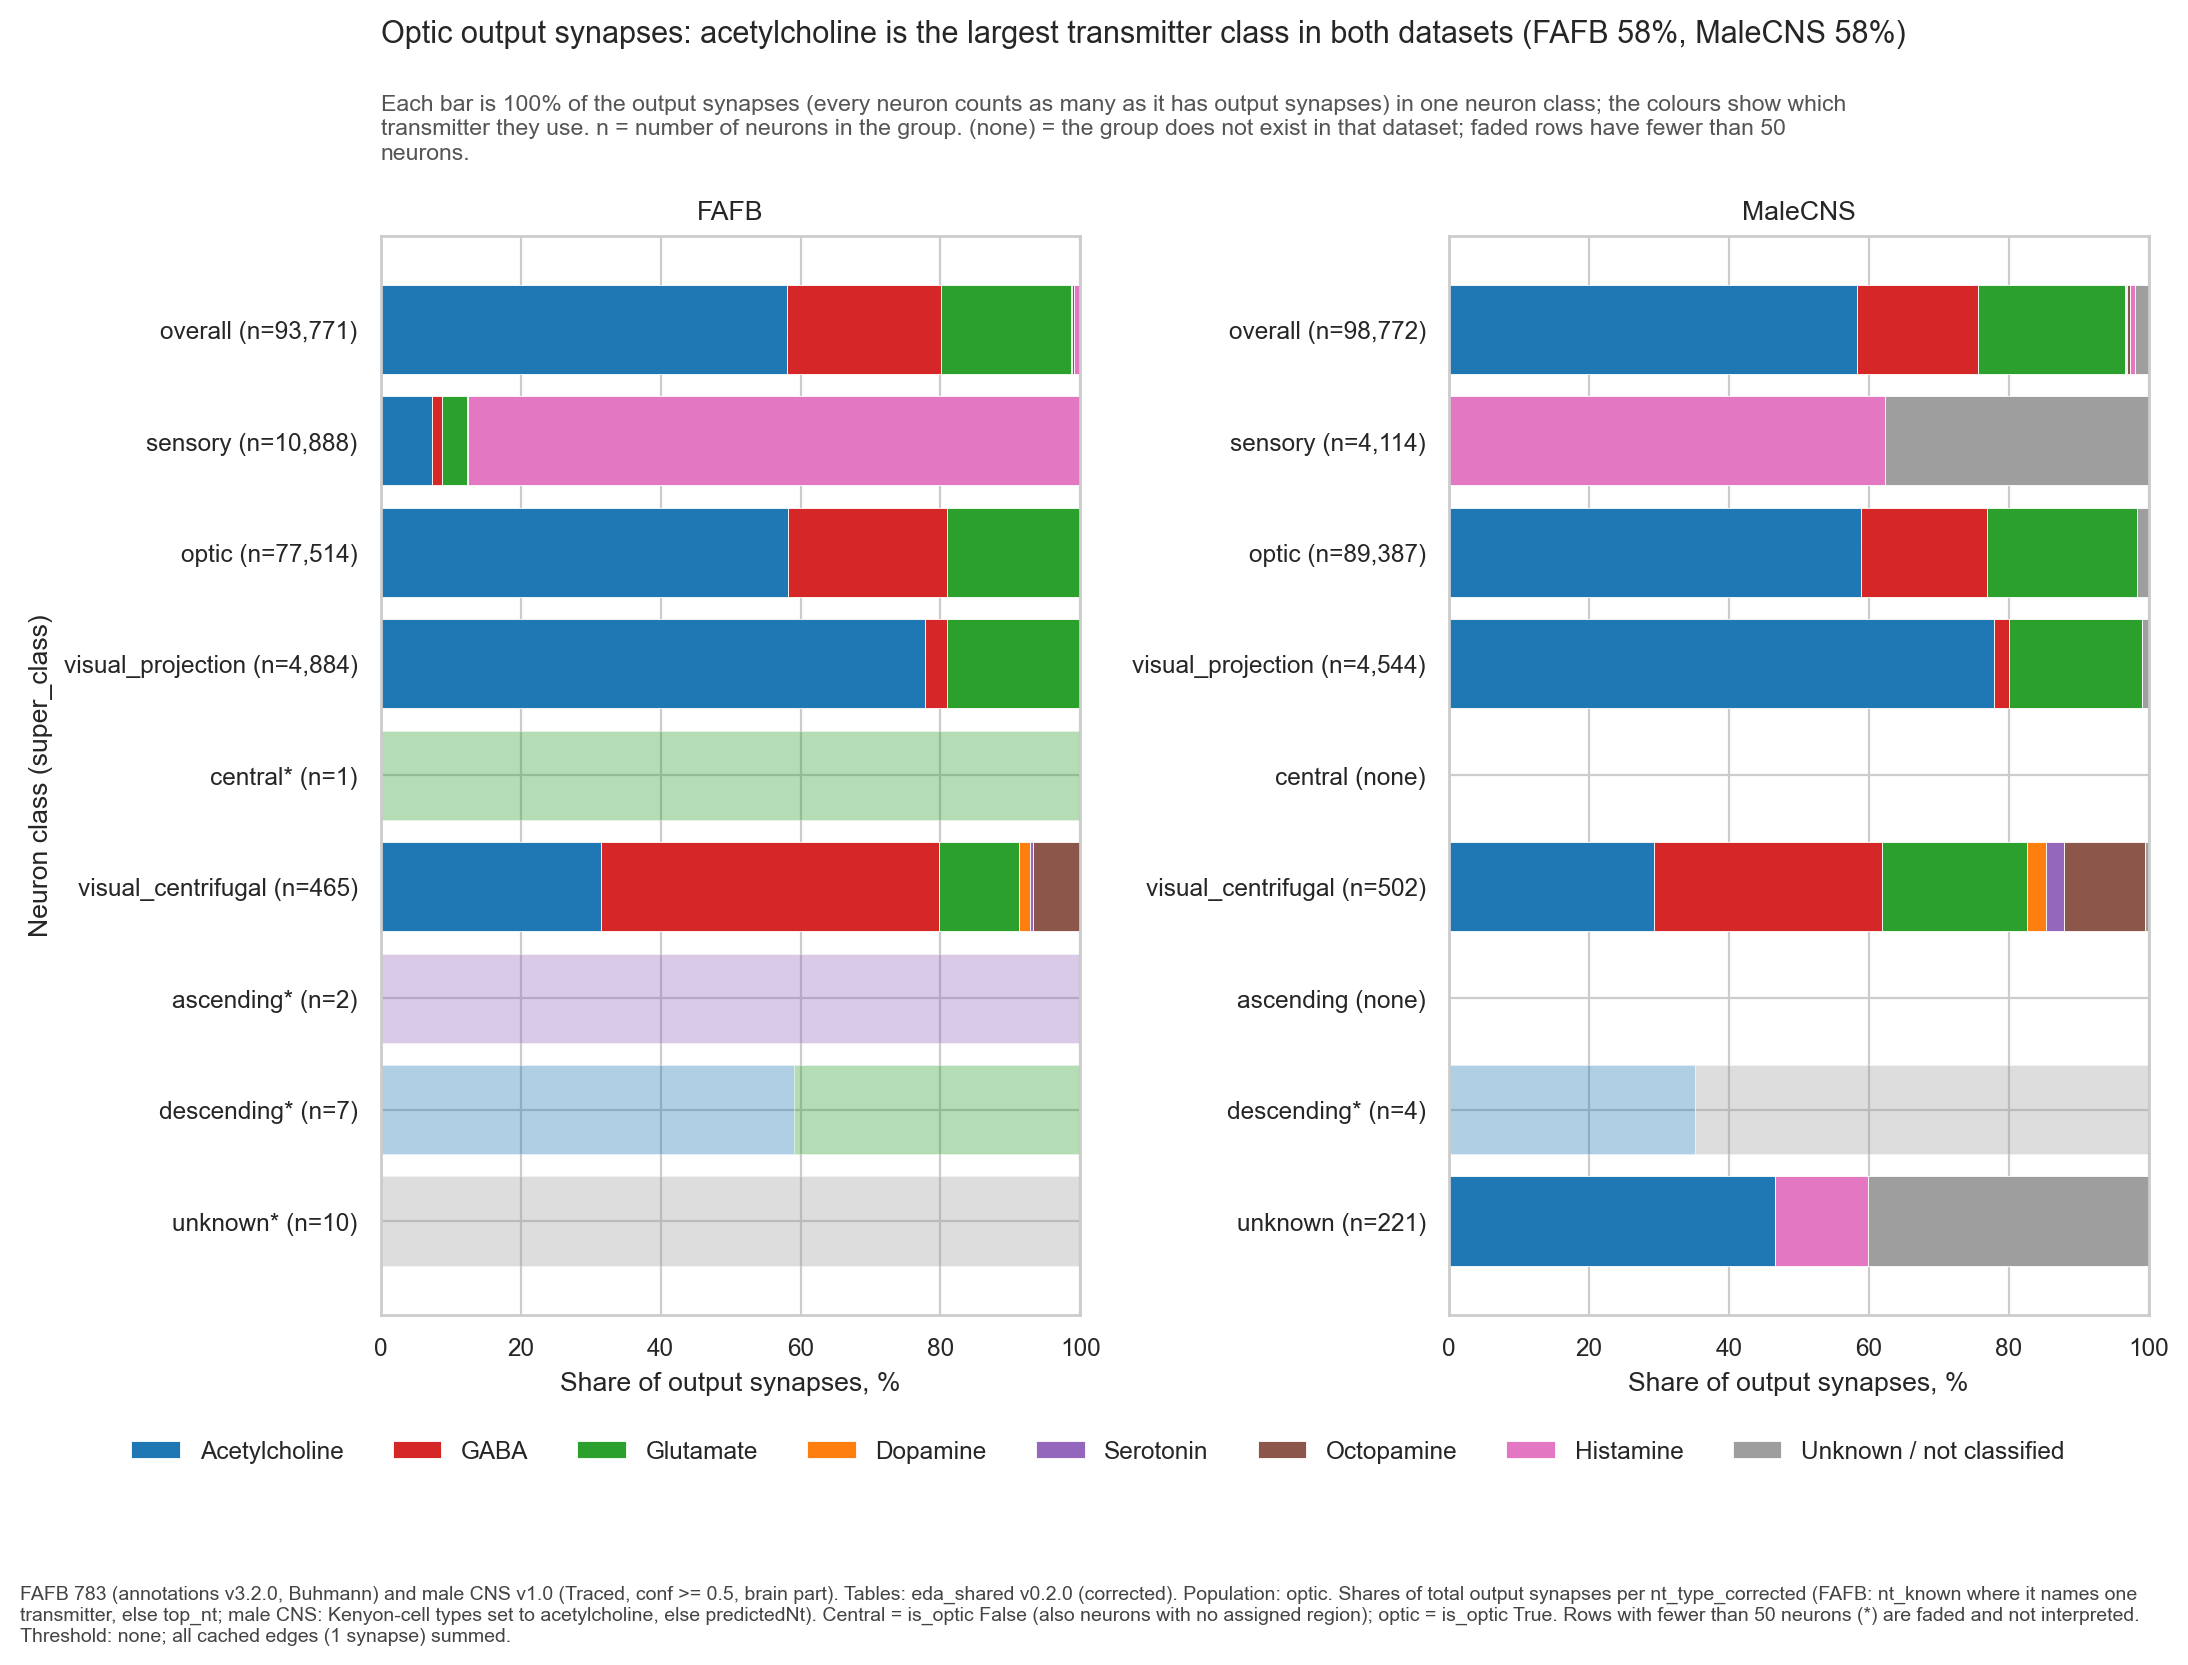 Optic output synapses: acetylcholine is the largest transmitter class in both datasets (FAFB 58%, MaleCNS 58%)
Each bar is 100% of the output synapses (every neuron counts as many as it has output synapses) in one neuron class; the colours show which
transmitter they use. n = number of neurons in the group. (none) = the group does not exist in that dataset; faded rows have fewer than 50
neurons.
FAFB
Neuron class (super_class)
overall (n=93,771)
sensory (n=10,888)
optic (n=77,514)
visual_projection (n=4,884)
central* (n=1)
visual_centrifugal (n=465)
ascending* (n=2)
descending* (n=7)
unknown* (n=10)
0 20 40 60 80 100
Share of output synapses, %
MaleCNS
overall (n=98,772)
sensory (n=4,114)
optic (n=89,387)
visual_projection (n=4,544)
central (none)
visual_centrifugal (n=502)
ascending (none)
descending* (n=4)
unknown (n=221)
0 20 40 60 80 100
Share of output synapses, %
Acetylcholine GABA Glutamate Dopamine Serotonin Octopamine Histamine Unknown / not classified
FAFB 783 (annotations v3.2.0, Buhmann) and male CNS v1.0 (Traced, conf >= 0.5, brain part). Tables: eda_shared v0.2.0 (corrected). Population: optic. Shares of total output synapses per nt_type_corrected (FAFB: nt_known where it names one
transmitter, else top_nt; male CNS: Kenyon-cell types set to acetylcholine, else predictedNt). Central = is_optic False (also neurons with no assigned region); optic = is_optic True. Rows with fewer than 50 neurons (*) are faded and not interpreted.
Threshold: none; all cached edges (1 synapse) summed.